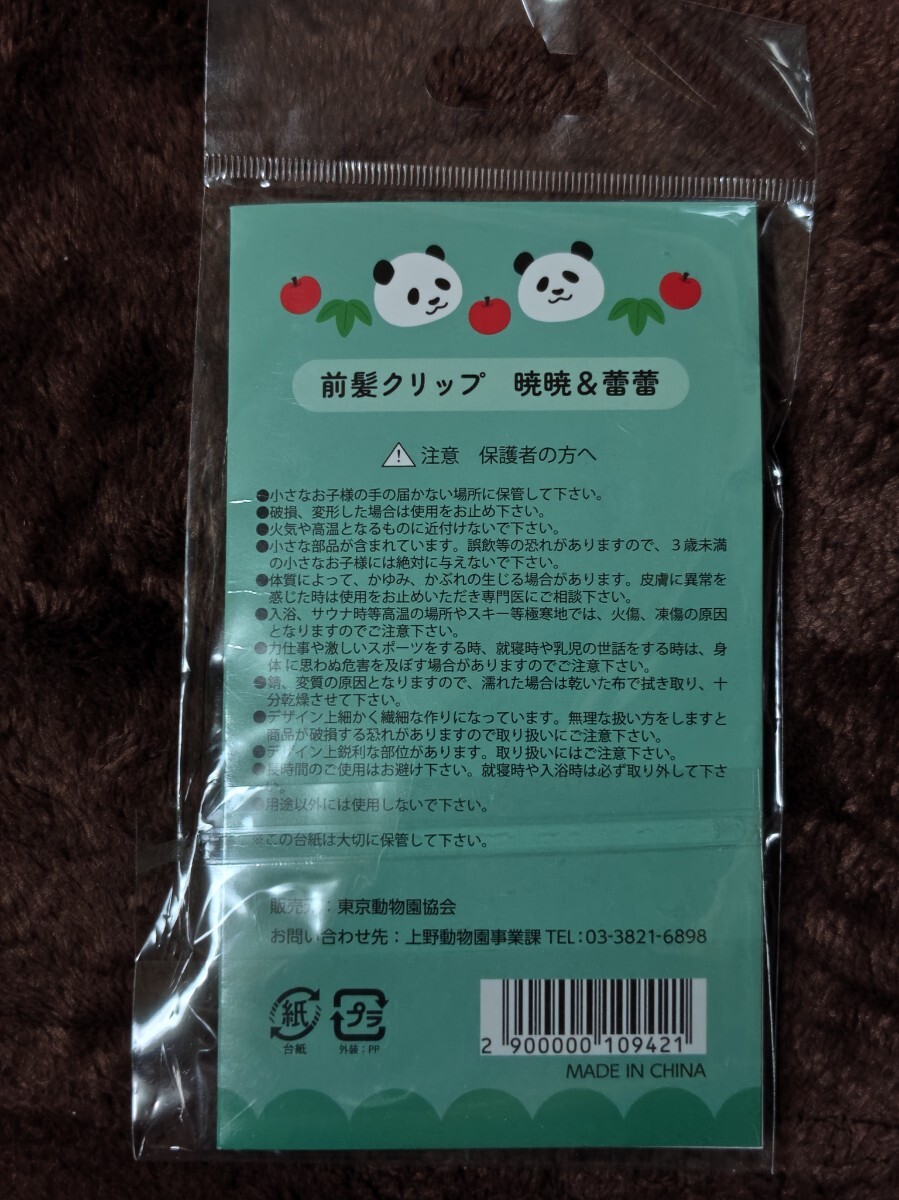 前髪クリップ 暁暁&蕾蕾
注意 保護者の方へ
●小さなお子様の手の届かない場所に保管して下さい。
●破損、変形した場合は使用をお止め下さい。
●火気や高温となるものに近付けないで下さい。
●小さな部品が含まれています。誤飲等の恐れがありますので、3歳未満
の小さなお子様には絶対に与えないで下さい。
●体質によって、かゆみ、かぶれの生じる場合があります。皮膚に異常を
感じた時は使用をお止めいただき専門医にご相談下さい。
●入浴、サウナ時等高温の場所やスキー等極寒地では、火傷、凍傷の原因
となりますのでご注意下さい。
●力仕事や激しいスポーツをする時、就寝時や乳児の世話をする時は、身
体に思わぬ危害を及ぼす場合がありますのでご注意下さい。
●錆、変質の原因となりますので、濡れた場合は乾いた布で拭き取り、十
分乾燥させて下さい。
●デザイン上細かく繊細な作りになっています。無理な扱い方をしますと
商品が破損する恐れがありますので取り扱いにご注意下さい。
●デザイン上鋭利な部位があります。取り扱いにはご注意下さい。
●長時間のご使用はお避け下さい。就寝時や入浴時は必ず取り外して下さ
い。
●用途以外には使用しないで下さい。
※この台紙は大切に保管して下さい。
販売元：東京動物園協会
お問い合わせ先：上野動物園事業課 TEL：03-3821-6898
紙 プラ
台紙 外装：PP
2 900000 109421
MADE IN CHINA